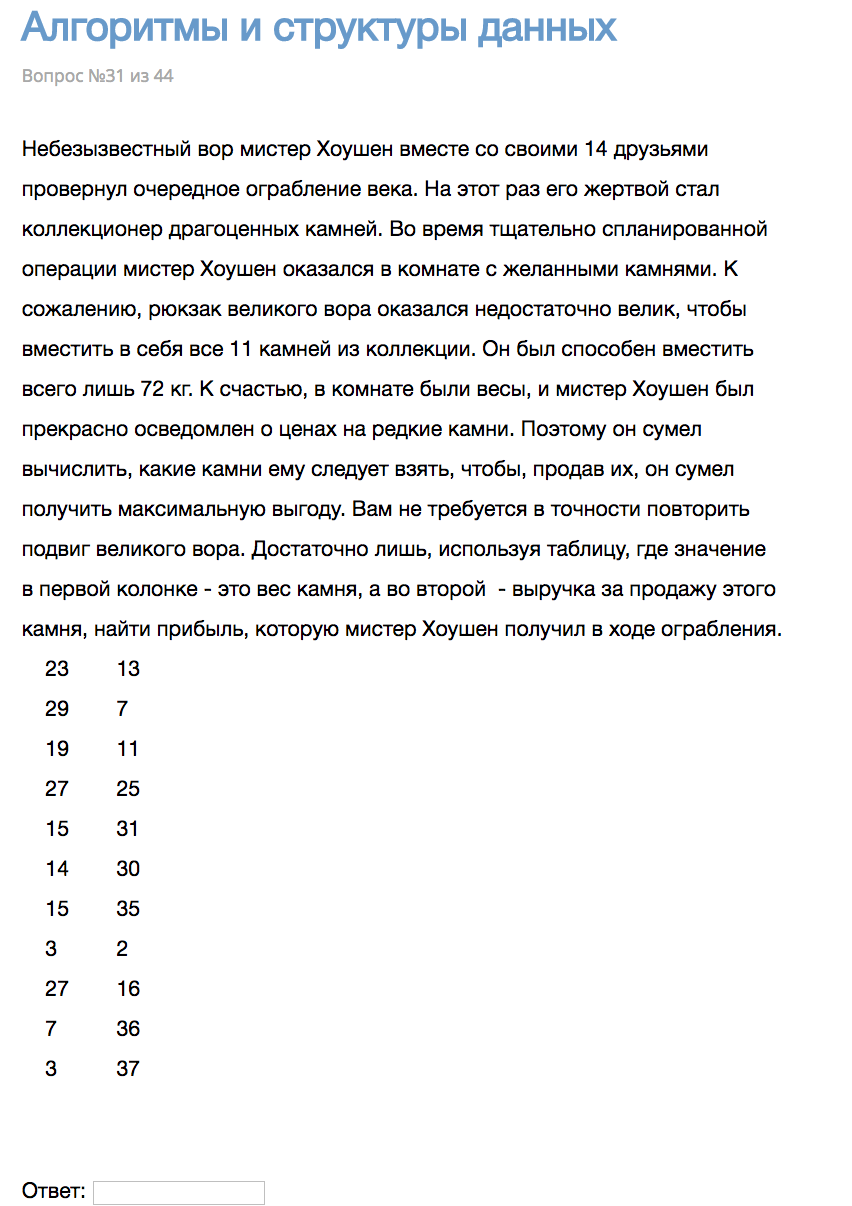 Алгоритмы и структуры данных
Вопрос №31 из 44
Небезызвестный вор мистер Хоушен вместе со своими 14 друзьями
провернул очередное ограбление века. На этот раз его жертвой стал
коллекционер драгоценных камней. Во время тщательно спланированной
операции мистер Хоушен оказался в комнате с желанными камнями. К
сожалению, рюкзак великого вора оказался недостаточно велик, чтобы
вместить в себя все 11 камней из коллекции. Он был способен вместить
всего лишь 72 кг. К счастью, в комнате были весы, и мистер Хоушен был
прекрасно осведомлен о ценах на редкие камни. Поэтому он сумел
вычислить, какие камни ему следует взять, чтобы, продав их, он сумел
получить максимальную выгоду. Вам не требуется в точности повторить
подвиг великого вора. Достаточно лишь, используя таблицу, где значение
в первой колонке - это вес камня, а во второй  - выручка за продажу этого
камня, найти прибыль, которую мистер Хоушен получил в ходе ограбления.
23 13
29 7
19 11
27 25
15 31
14 30
15 35
3 2
27 16
7 36
3 37
Ответ: